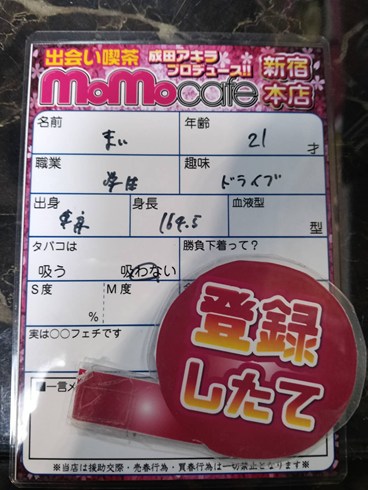 出会い喫茶 成田アキラ
プロデュース!!
MoMocafe 新宿
本店
名前 年齢
まい 21 才
職業 趣味
学生 ドライブ
出身 身長 血液型
東京 164.5 型
タバコは 勝負下着って?
吸う 吸わない
S度 M度
%
実は○○フェチです
■一言メ
登録
したて
※当店は援助交際・売春行為・買春行為は一切禁止となります※